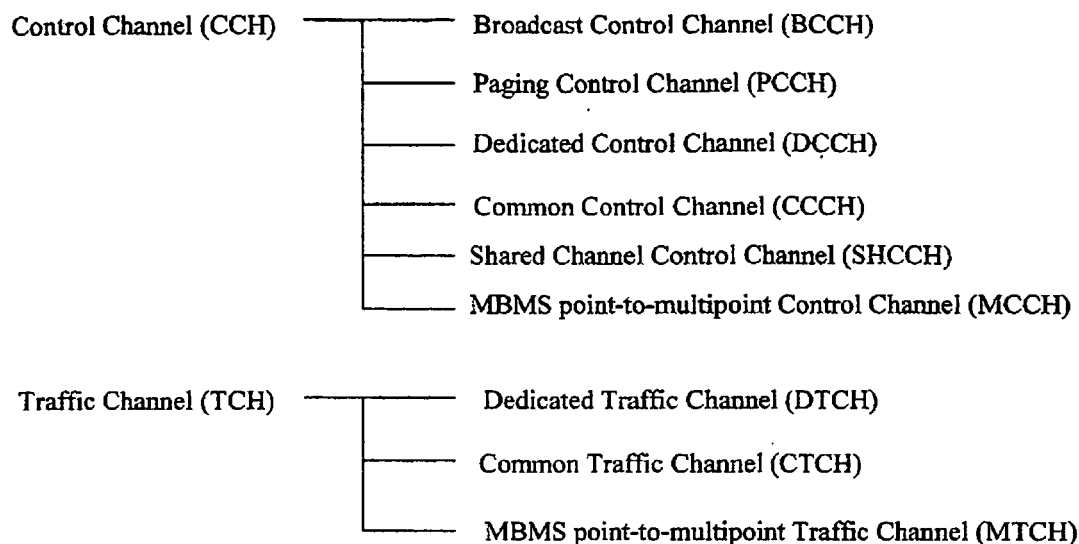 Control Channel (CCH)
Broadcast Control Channel (BCCH)
Paging Control Channel (PCCH)
Dedicated Control Channel (DCCH)
Common Control Channel (CCCH)
Shared Channel Control Channel (SHCCH)
MBMS point-to-multipoint Control Channel (MCCH)
Traffic Channel (TCH)
Dedicated Traffic Channel (DTCH)
Common Traffic Channel (CTCH)
MBMS point-to-multipoint Traffic Channel (MTCH)